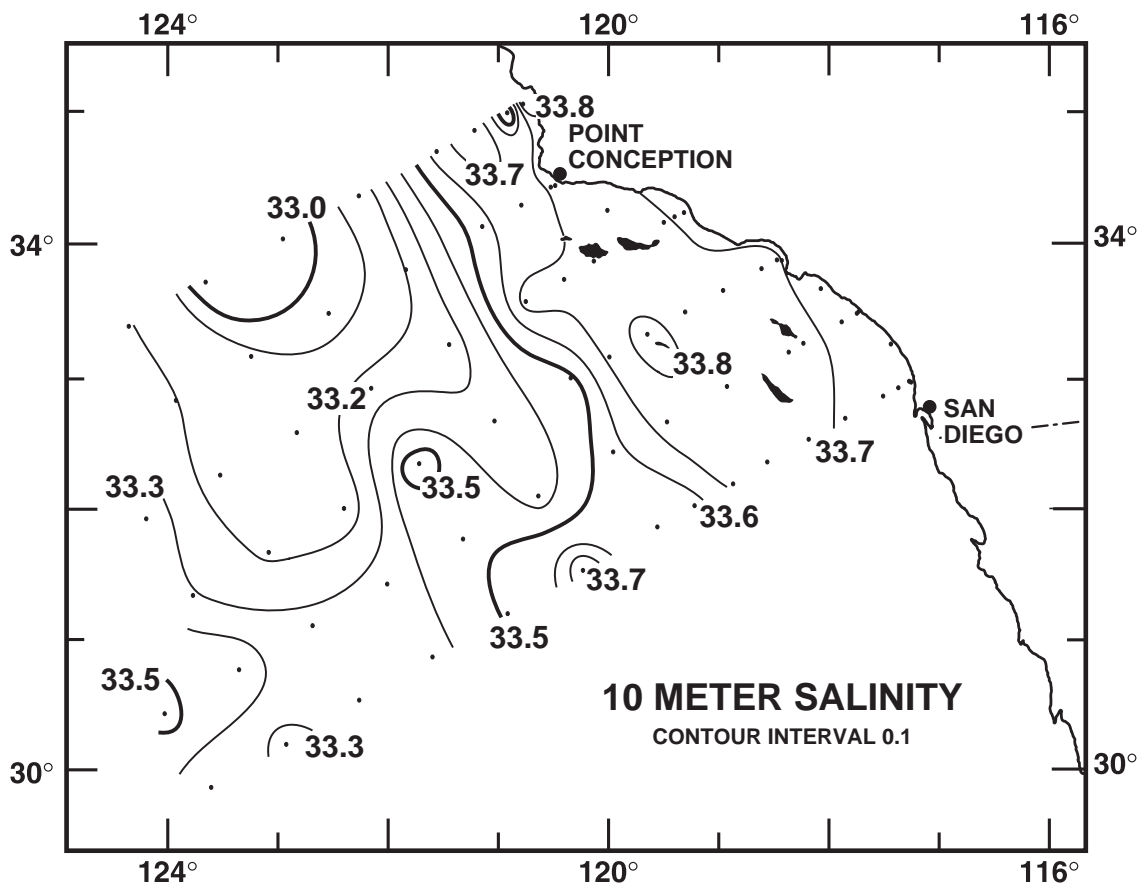 124° 120° 116°
33.8
POINT
CONCEPTION
33.7
33.0
34° 34°
33.8
33.2
SAN
DIEGO
33.7
33.3
33.5
33.6
33.7
33.5
33.5
10 METER SALINITY
CONTOUR INTERVAL 0.1
33.3
30° 30°
124° 120° 116°